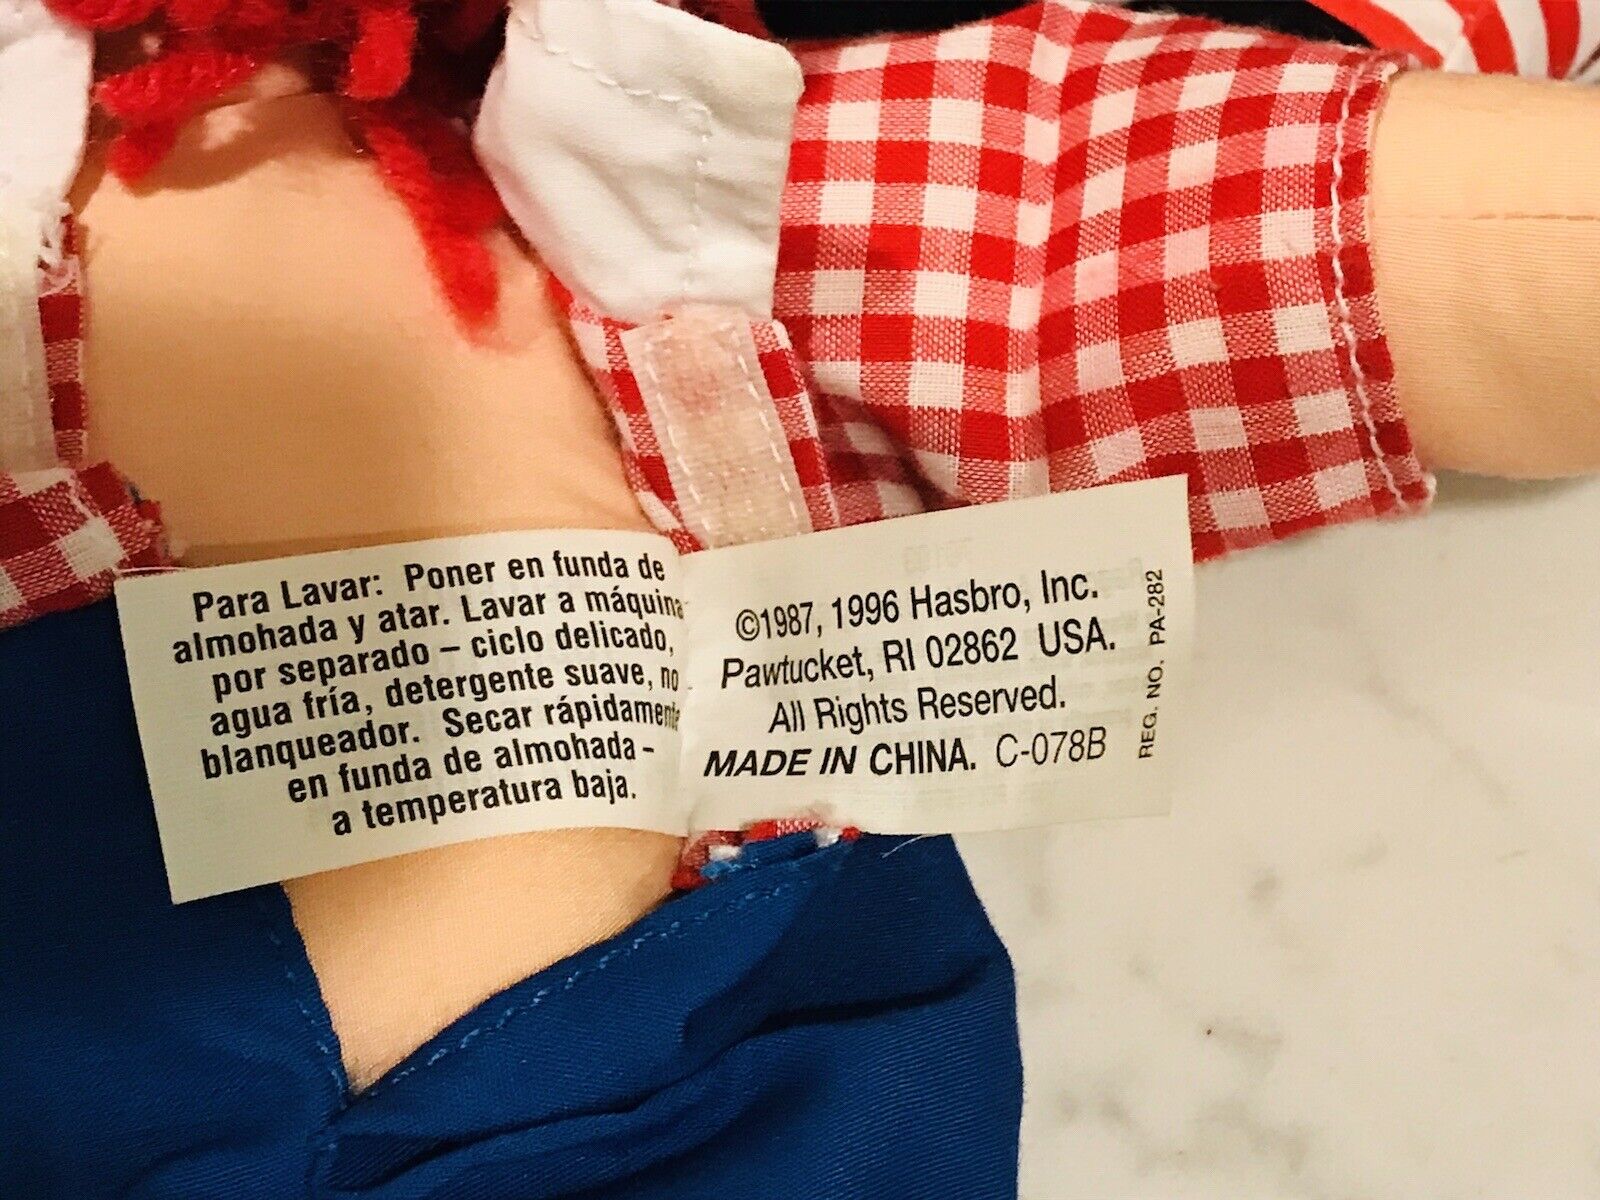 Para Lavar: Poner en funda de
almohada y atar. Lavar a máquina
por separado – ciclo delicado,
agua fría, detergente suave, no
blanqueador. Secar rápidamente
en funda de almohada -
a temperatura baja.
©1987, 1996 Hasbro, Inc.
Pawtucket, RI 02862 USA.
All Rights Reserved.
MADE IN CHINA. C-078B
REG. NO. PA-282